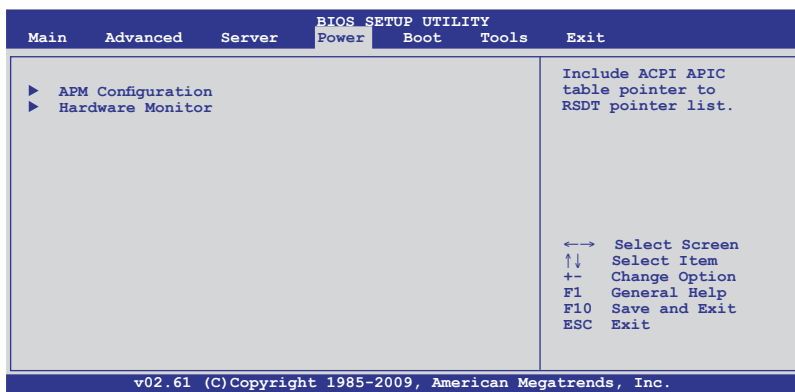 BIOS SETUP UTILITY
Main Advanced Server Power Boot Tools Exit
▶ APM Configuration
▶ Hardware Monitor
Include ACPI APIC
table pointer to
RSDT pointer list.
←→ Select Screen
↑↓ Select Item
+- Change Option
F1 General Help
F10 Save and Exit
ESC Exit
v02.61 (C)Copyright 1985-2009, American Megatrends, Inc.